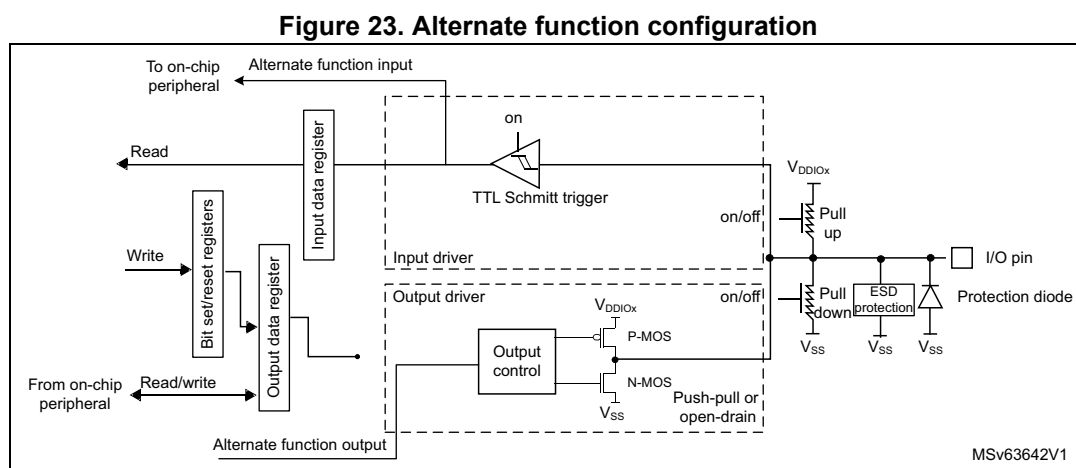 Figure 23. Alternate function configuration
To on-chip
peripheral
Alternate function input
on
Read
Input data register
TTL Schmitt trigger
VDDIOx
on/off
Pull
up
Bit set/reset registers
Write
Output data register
Input driver
I/O pin
Output driver
on/off
Pull
down
ESD
protection
Protection diode
VDDIOx
P-MOS
VSS
VSS
VSS
Output
control
N-MOS
From on-chip
peripheral
Read/write
VSS
Push-pull or
open-drain
Alternate function output
MSv63642V1